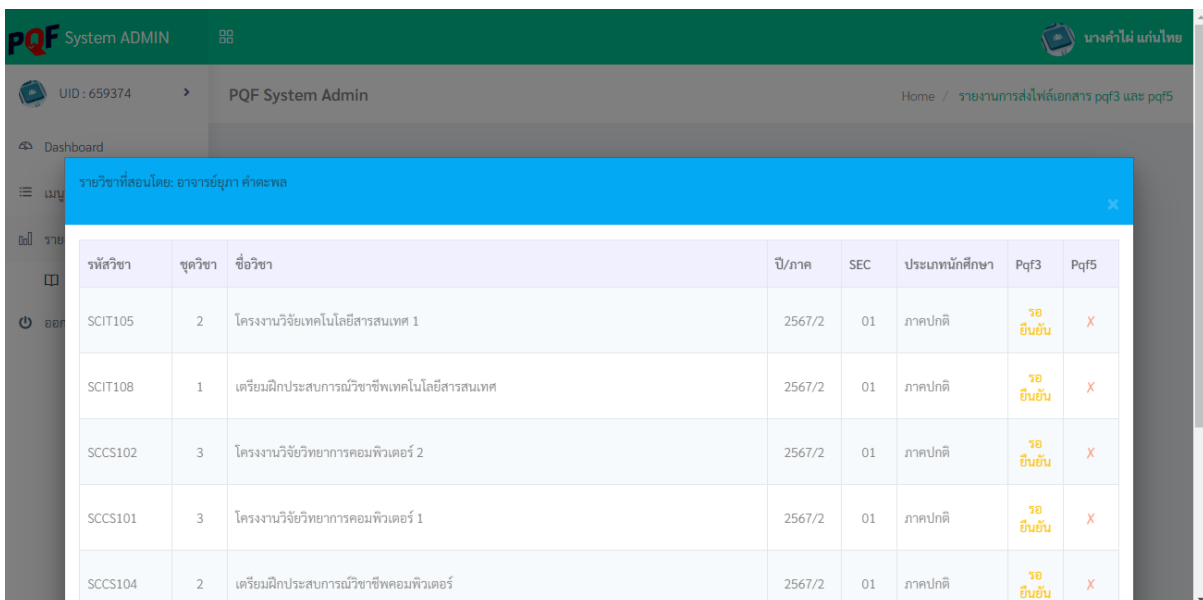 PQF System ADMIN นางคำไผ่ แก่นไทย
UID : 659374 PQF System Admin Home / รายงานการส่งไฟล์เอกสาร pqf3 และ pqf5
Dashboard
รายวิชาที่สอนโดย: อาจารย์ยุภา คำตะพล
เมนู
×
ราย
รหัสวิชา ชุดวิชา ชื่อวิชา ปี/ภาค SEC ประเภทนักศึกษา Pqf3 Pqf5
ออก
SCIT105 2 โครงงานวิจัยเทคโนโลยีสารสนเทศ 1 2567/2 01 ภาคปกติ รอ
ยืนยัน X
SCIT108 1 เตรียมฝึกประสบการณ์วิชาชีพเทคโนโลยีสารสนเทศ 2567/2 01 ภาคปกติ รอ
ยืนยัน X
SCCS102 3 โครงงานวิจัยวิทยาการคอมพิวเตอร์ 2 2567/2 01 ภาคปกติ รอ
ยืนยัน X
SCCS101 3 โครงงานวิจัยวิทยาการคอมพิวเตอร์ 1 2567/2 01 ภาคปกติ รอ
ยืนยัน X
SCCS104 2 เตรียมฝึกประสบการณ์วิชาชีพคอมพิวเตอร์ 2567/2 01 ภาคปกติ รอ
ยืนยัน X